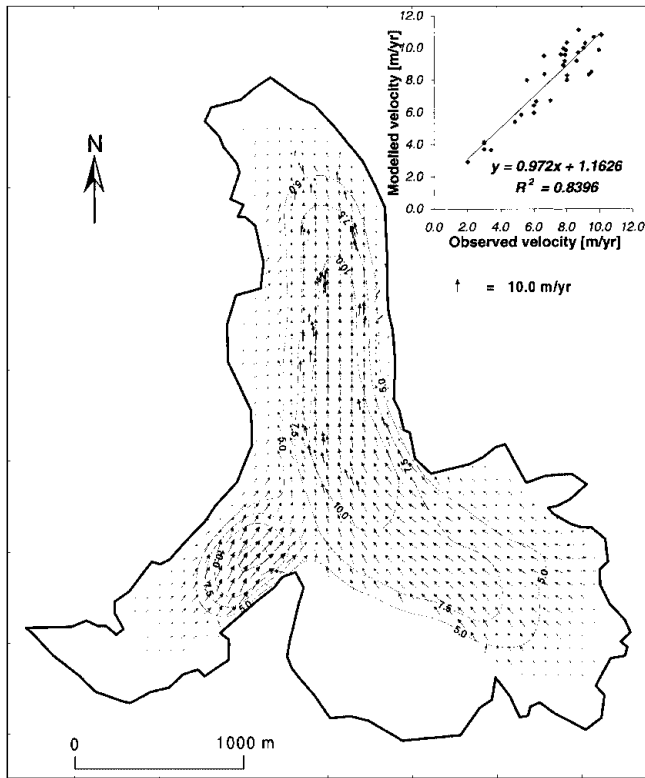 12.0
10.0
8.0
6.0
4.0
2.0
0.0
Modelled velocity [m/yr]
y = 0.972x + 1.1626
R² = 0.8396
0.0 2.0 4.0 6.0 8.0 10.0 12.0
Observed velocity [m/yr]
= 10.0 m/yr
N
5.0
7.5
10.0
5.0
7.5
5.0
7.5
10.0
10.0
7.5
5.0
5.0
7.5
5.0
0 1000 m